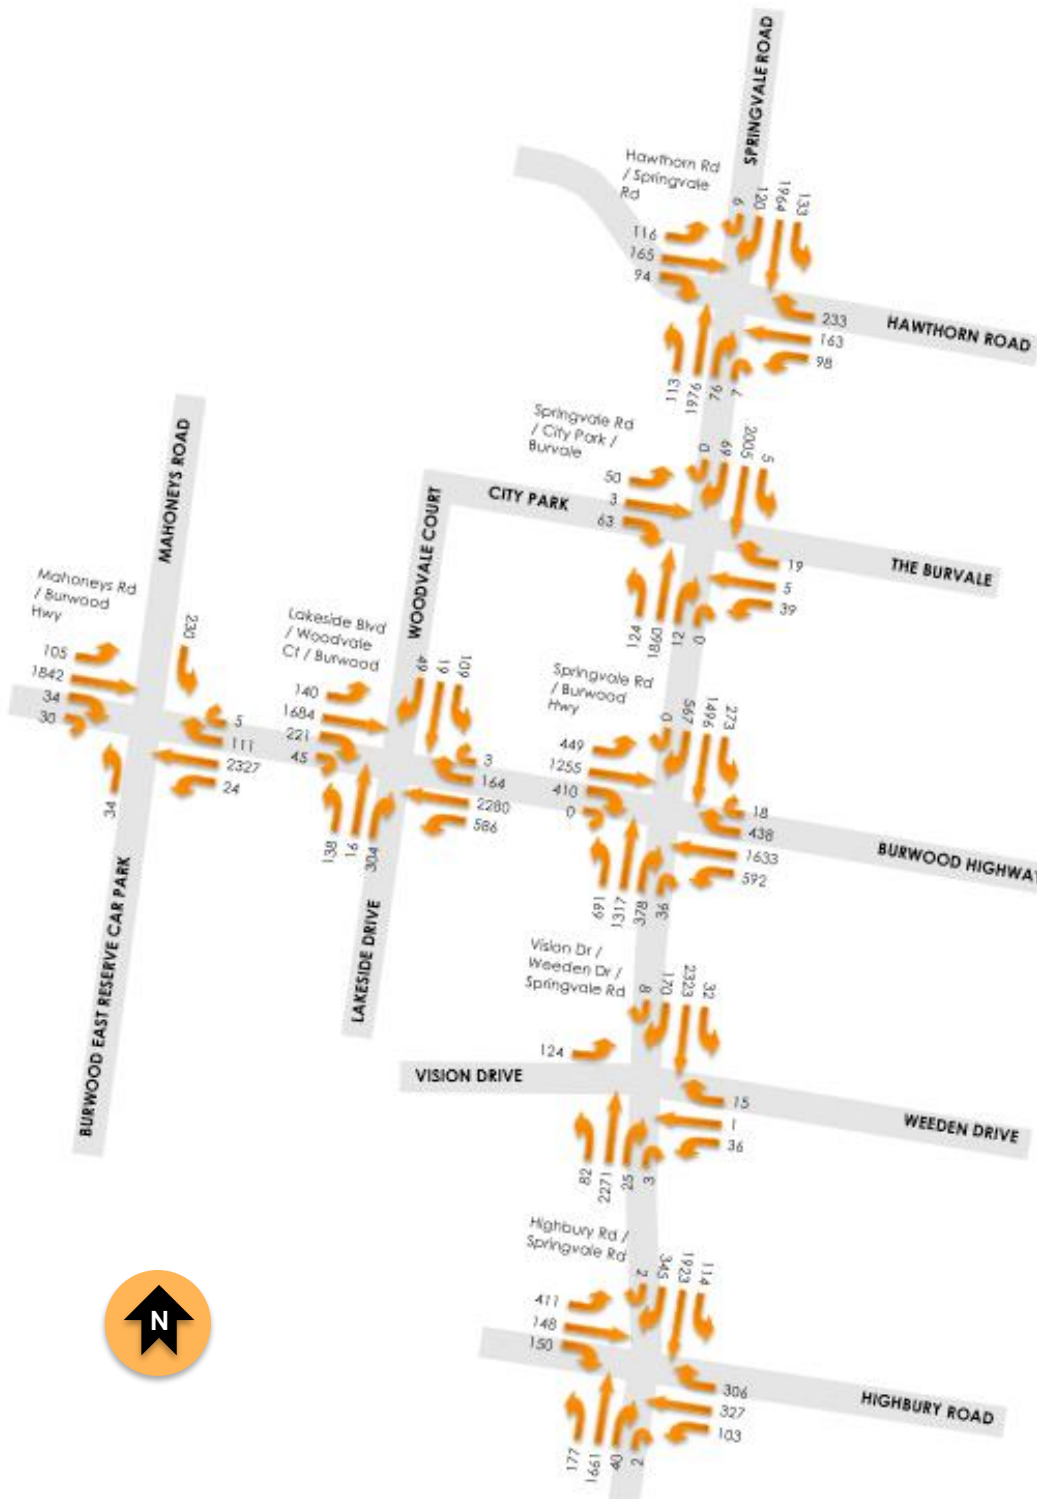 SPRINGVALE ROAD
Hawthorn Rd
/ Springvale
Rd
6
120
1964
133
116
165
94
233
163
98
HAWTHORN ROAD
113
1976
76
7
Springvale Rd
/ City Park /
Burvale
0
69
2005
5
50
3
63
CITY PARK
19
5
39
THE BURVALE
124
1980
12
0
MAHONEYS ROAD
WOODVALE COURT
Mahoneys Rd
/ Burwood
Hwy
230
105
1842
34
30
5
111
2327
24
34
Lakeside Blvd
/ Woodvale
Ct / Burwood
49
19
109
140
1684
221
45
3
164
2280
586
138
16
304
Springvale Rd
/ Burwood
Hwy
0
567
1496
273
449
1255
410
0
18
438
1633
592
BURWOOD HIGHWAY
691
1317
378
36
BURWOOD EAST RESERVE CAR PARK
LAKESIDE DRIVE
Vision Dr /
Weeden Dr /
Springvale Rd
8
170
2323
32
124
VISION DRIVE
15
1
36
WEEDEN DRIVE
82
2271
25
3
Highbury Rd /
Springvale Rd
2
345
1923
114
411
148
150
306
327
103
HIGHBURY ROAD
177
1991
40
2
N